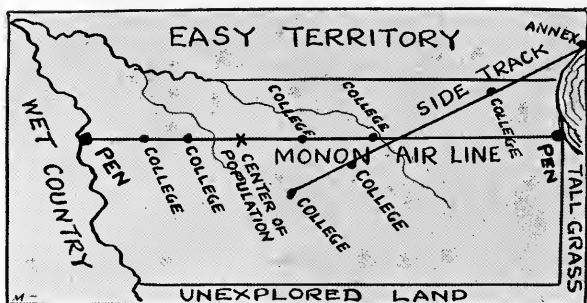 ANNEX
EASY TERRITORY
SIDE TRACK
COLLEGE
COLLEGE
COLLEGE
WET COUNTRY
PEN
COLLEGE
COLLEGE
CENTER OF
POPULATION
MONON AIR LINE
PEN
COLLEGE
COLLEGE
TALL GRASS
UNEXPLORED LAND
M-